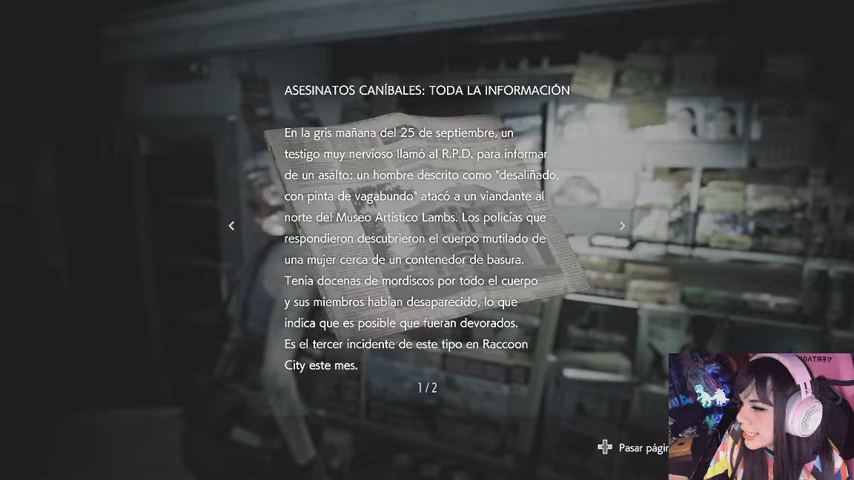 ASESINATOS CANÍBALES: TODA LA INFORMACIÓN
En la gris mañana del 25 de septiembre, un
testigo muy nervioso llamó al R.P.D. para informar
de un asalto: un hombre descrito como "desaliñado,
con pinta de vagabundo" atacó a un viandante al
norte del Museo Artístico Lambs. Los policías que
respondieron descubrieron el cuerpo mutilado de
una mujer cerca de un contenedor de basura.
Tenía docenas de mordiscos por todo el cuerpo
y sus miembros habían desaparecido, lo que
indica que es posible que fueran devorados.
Es el tercer incidente de este tipo en Raccoon
City este mes.
1/2
Pasar págin